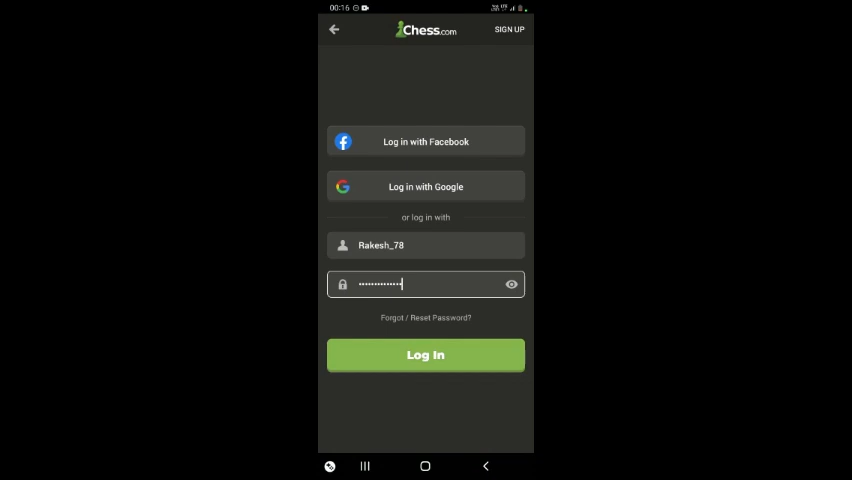 00:16
Chess.com
SIGN UP
Log in with Facebook
Log in with Google
or log in with
Rakesh_78
••••••••••••••
Forgot / Reset Password?
Log In